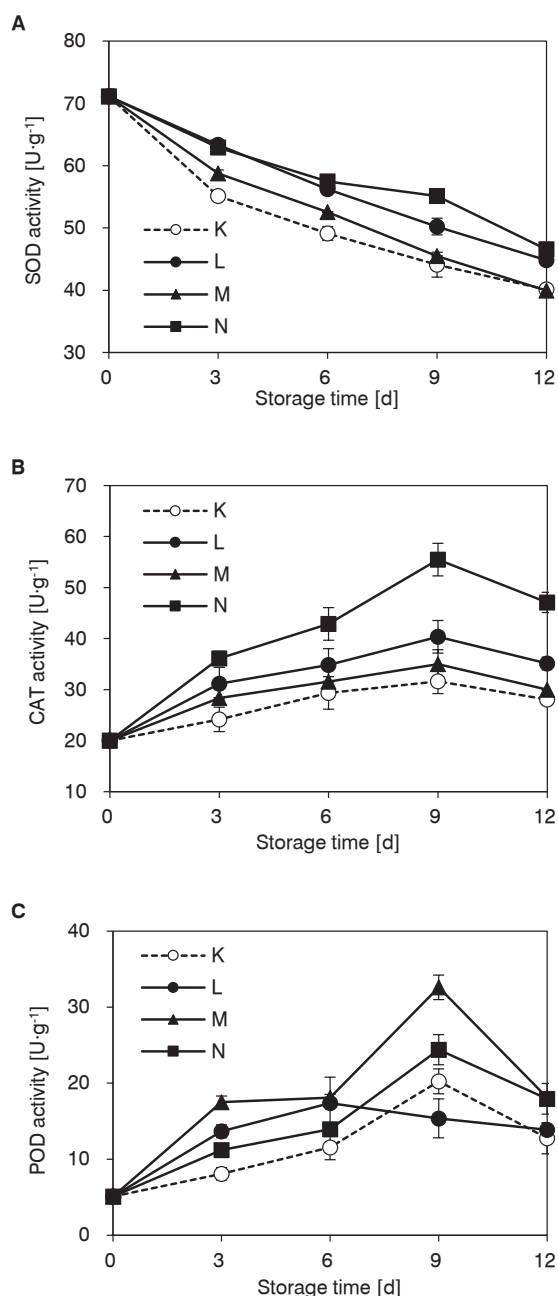 A
80
70
60
50
40
30
SOD activity [U·g⁻¹]
K
L
M
N
0 3 6 9 12
Storage time [d]
B
70
60
50
40
30
20
10
CAT activity [U·g⁻¹]
K
L
M
N
0 3 6 9 12
Storage time [d]
C
40
30
20
10
0
POD activity [U·g⁻¹]
K
L
M
N
0 3 6 9 12
Storage time [d]